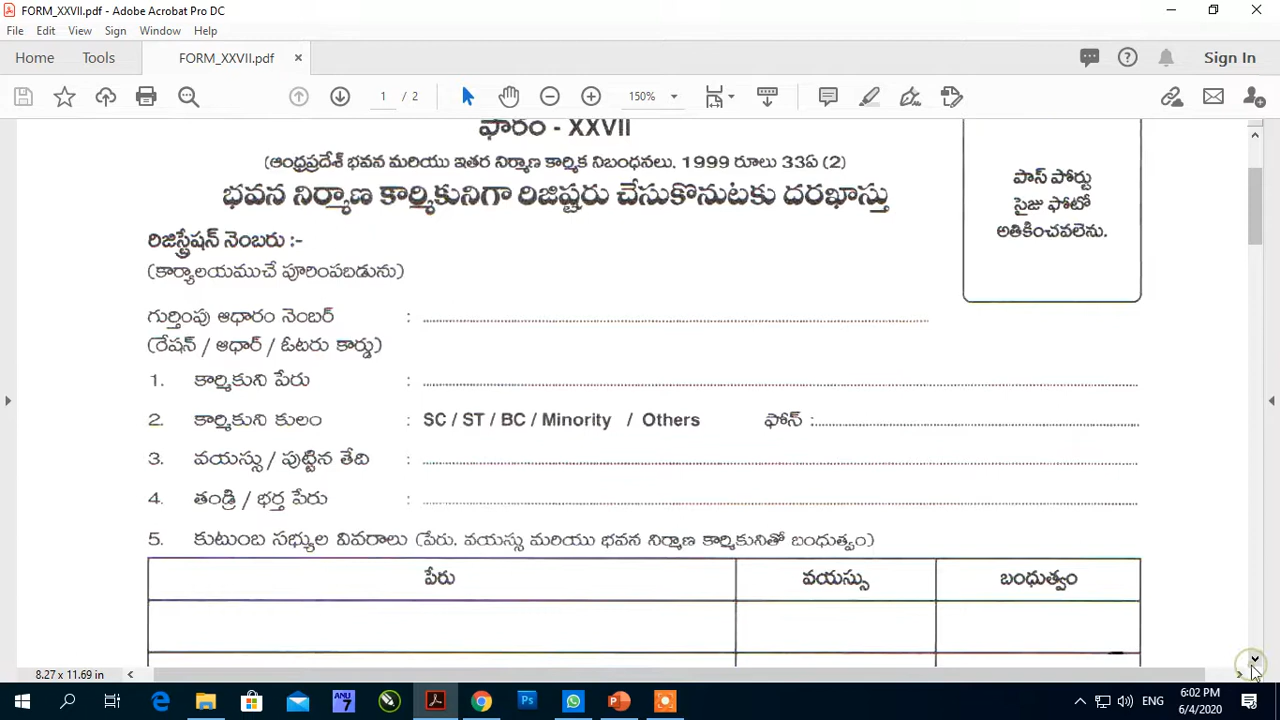 FORM_XXVII.pdf - Adobe Acrobat Pro DC
File Edit View Sign Window Help
Home Tools FORM_XXVII.pdf × Sign In
1 / 2 150%
ఫారం - XXVII
(ఆంధ్రప్రదేశ్ భవన మరియు ఇతర నిర్మాణ కార్మిక నిబంధనలు. 1999 రూలు 33ఏ (2)
భవన నిర్మాణ కార్మికునిగా రిజిష్టరు చేసుకొనుటకు దరఖాస్తు
పాస్ పోర్టు
సైజు ఫోటో
అతికించవలెను.
రిజిస్ట్రేషన్ నెంబరు :-
(కార్యాలయముచే పూరింపబడును)
గుర్తింపు ఆధారం నెంబర్ :
(రేషన్ / ఆధార్ / ఓటరు కార్డు)
1. కార్మికుని పేరు :
2. కార్మికుని కులం : SC / ST / BC / Minority / Others ఫోన్ :
3. వయస్సు / పుట్టిన తేది :
4. తండ్రి / భర్త పేరు :
5. కుటుంబ సభ్యుల వివరాలు (పేరు. వయస్సు మరియు భవన నిర్మాణ కార్మికునితో బంధుత్వం)
పేరు వయస్సు బంధుత్వం
8.27 x 11.69 in
ENG 6:02 PM
6/4/2020
ANU
7
Ps